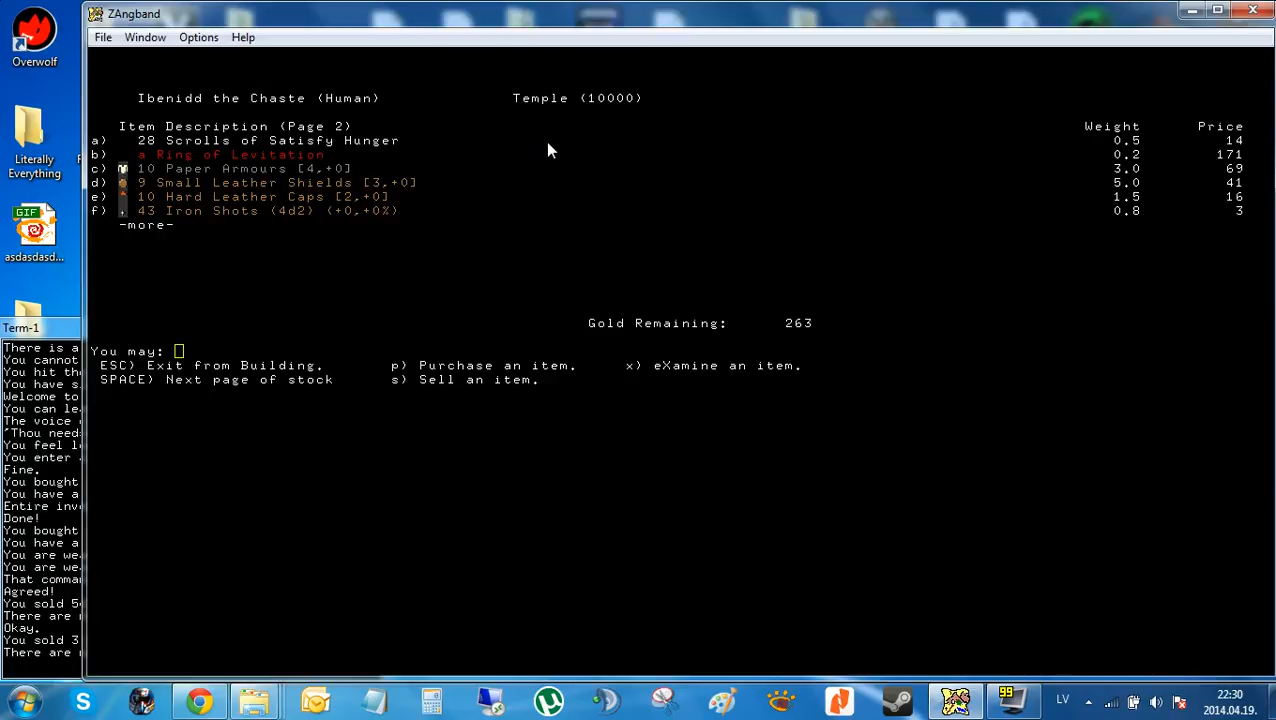 ZAngband
File Window Options Help
Overwolf
Literally
Everything
GIF
asdasdasd...
Ibenidd the Chaste (Human) Temple (10000)
Item Description (Page 2) Weight Price
a) 28 Scrolls of Satisfy Hunger 0.5 14
b) a Ring of Levitation 0.2 171
c) 10 Paper Armours [4,+0] 3.0 69
d) 9 Small Leather Shields [3,+0] 5.0 41
e) 10 Hard Leather Caps [2,+0] 1.5 16
f) 43 Iron Shots (4d2) (+0,+0%) 0.8 3
-more-
Gold Remaining: 263
You may:
ESC) Exit from Building. p) Purchase an item. x) eXamine an item.
SPACE) Next page of stock s) Sell an item.
Term-1
There is a
You cannot
You hit the
You have s
Welcome to
You can le
The voice
'Thou need
You feel l
You enter
Fine.
You bought
You have a
Entire inv
Done!
You bought
You have a
You are we
You are we
That comma
Agreed!
You sold 5
There are
Okay.
You sold 3
There are
99
LV
22:30
2014.04.19.